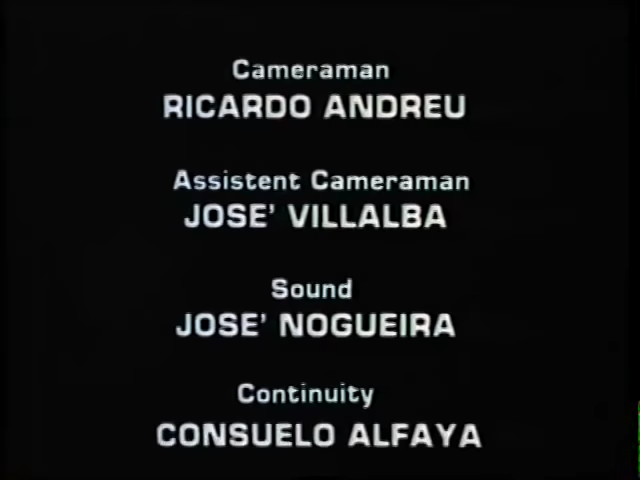 Cameraman
RICARDO ANDREU
Assistent Cameraman
JOSE' VILLALBA
Sound
JOSE' NOGUEIRA
Continuity
CONSUELO ALFAYA